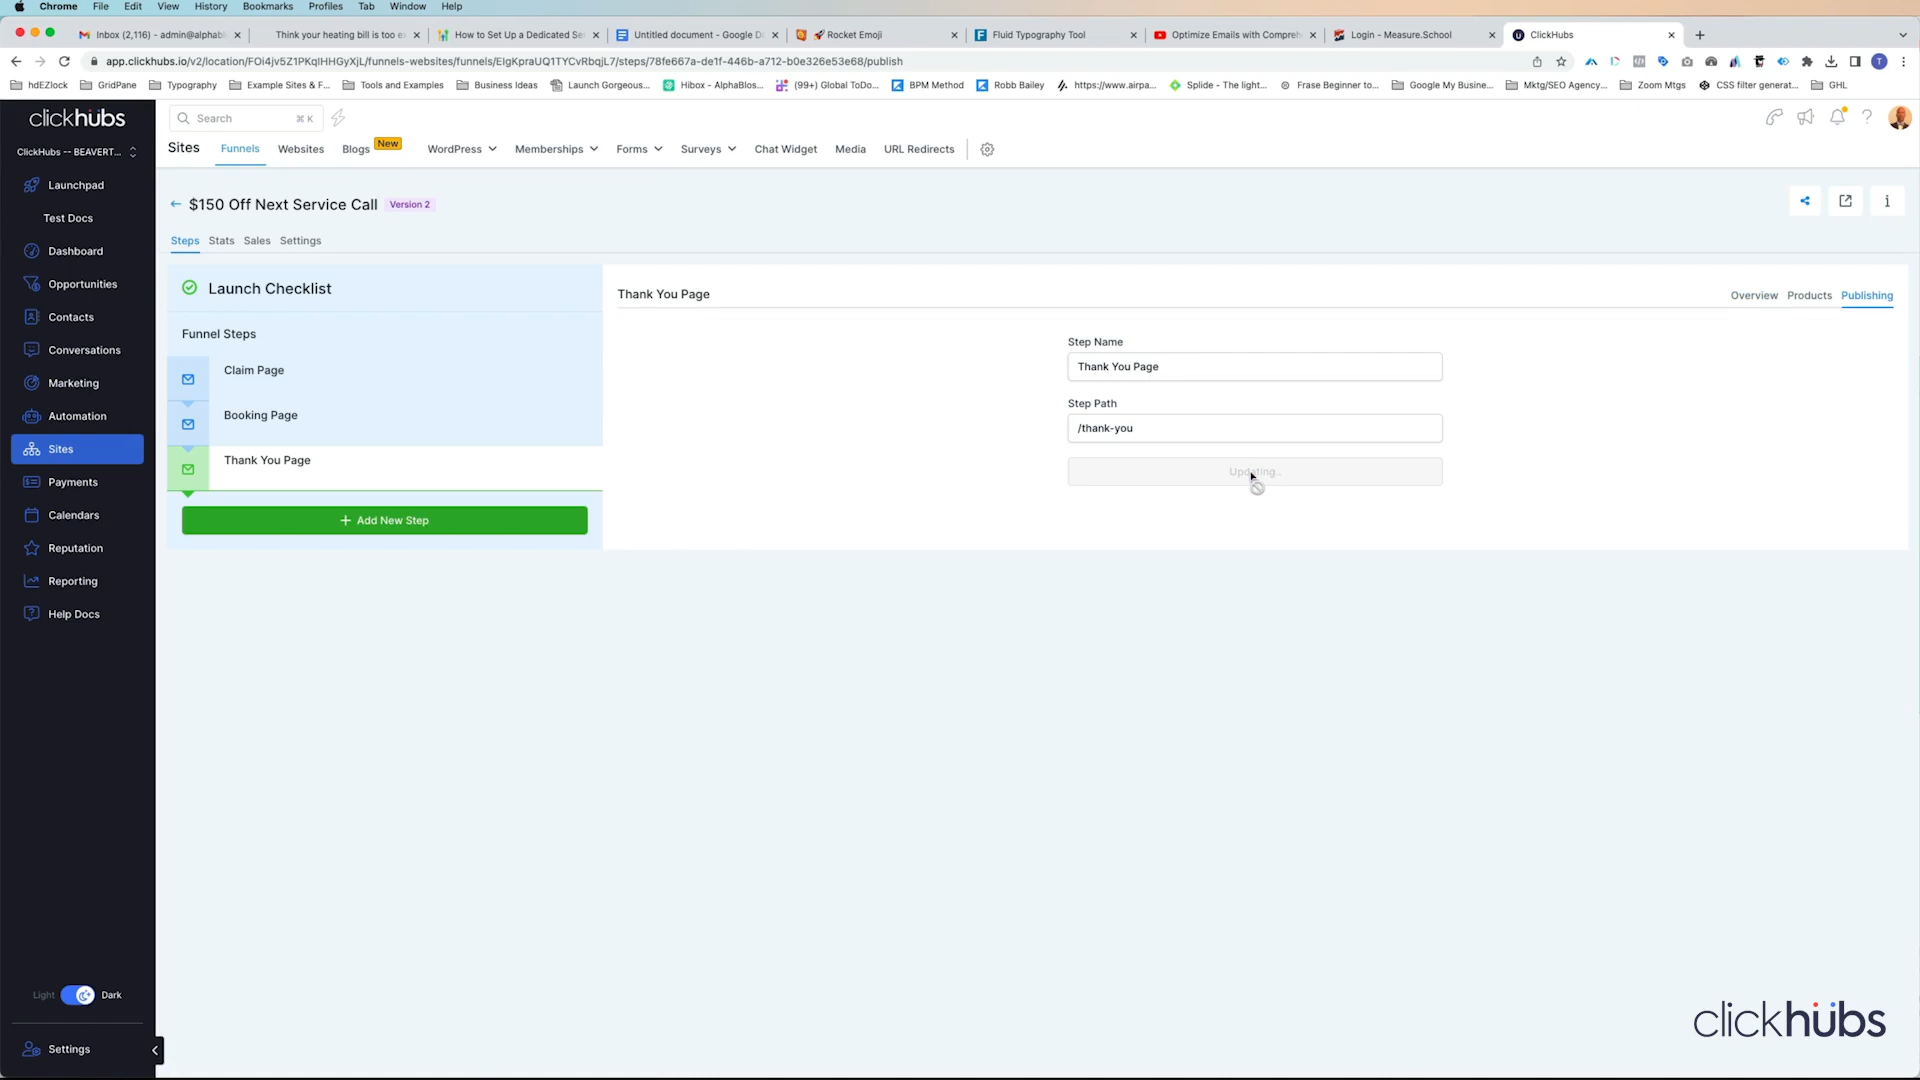 Chrome File Edit View History Bookmarks Profiles Tab Window Help
Inbox (2,116) - admin@alphabl
Think your heating bill is too e
How to Set Up a Dedicated Se
Untitled document - Google D
🚀 Rocket Emoji
Fluid Typography Tool
Optimize Emails with Compreh
Login - Measure.School
ClickHubs
app.clickhubs.io/v2/location/FOi4jv5Z1PKqlHHGyXjL/funnels-websites/funnels/EIgKpraUQ1TYCvRbqjL7/steps/78fe667a-de1f-446b-a712-b0e326e53e68/publish
T
hdEZlock GridPane Typography Example Sites & F... Tools and Examples Business Ideas Launch Gorgeous... Hibox - AlphaBlos... (99+) Global ToDo... BPM Method Robb Bailey https://www.airpa... Splide - The light... Frase Beginner to... Google My Busine... Mktg/SEO Agency... Zoom Mtgs CSS filter generat... GHL
clickhubs
Search ⌘ K
ClickHubs -- BEAVERT...
Sites Funnels Websites Blogs New WordPress Memberships Forms Surveys Chat Widget Media URL Redirects
Launchpad
Test Docs
Dashboard
Opportunities
Contacts
Conversations
Marketing
Automation
Sites
Payments
Calendars
Reputation
Reporting
Help Docs
Light Dark
Settings
$150 Off Next Service Call Version 2
Steps Stats Sales Settings
Launch Checklist
Funnel Steps
Claim Page
Booking Page
Thank You Page
+ Add New Step
Thank You Page
Overview Products Publishing
Step Name
Thank You Page
Step Path
/thank-you
Updating..
clickhubs